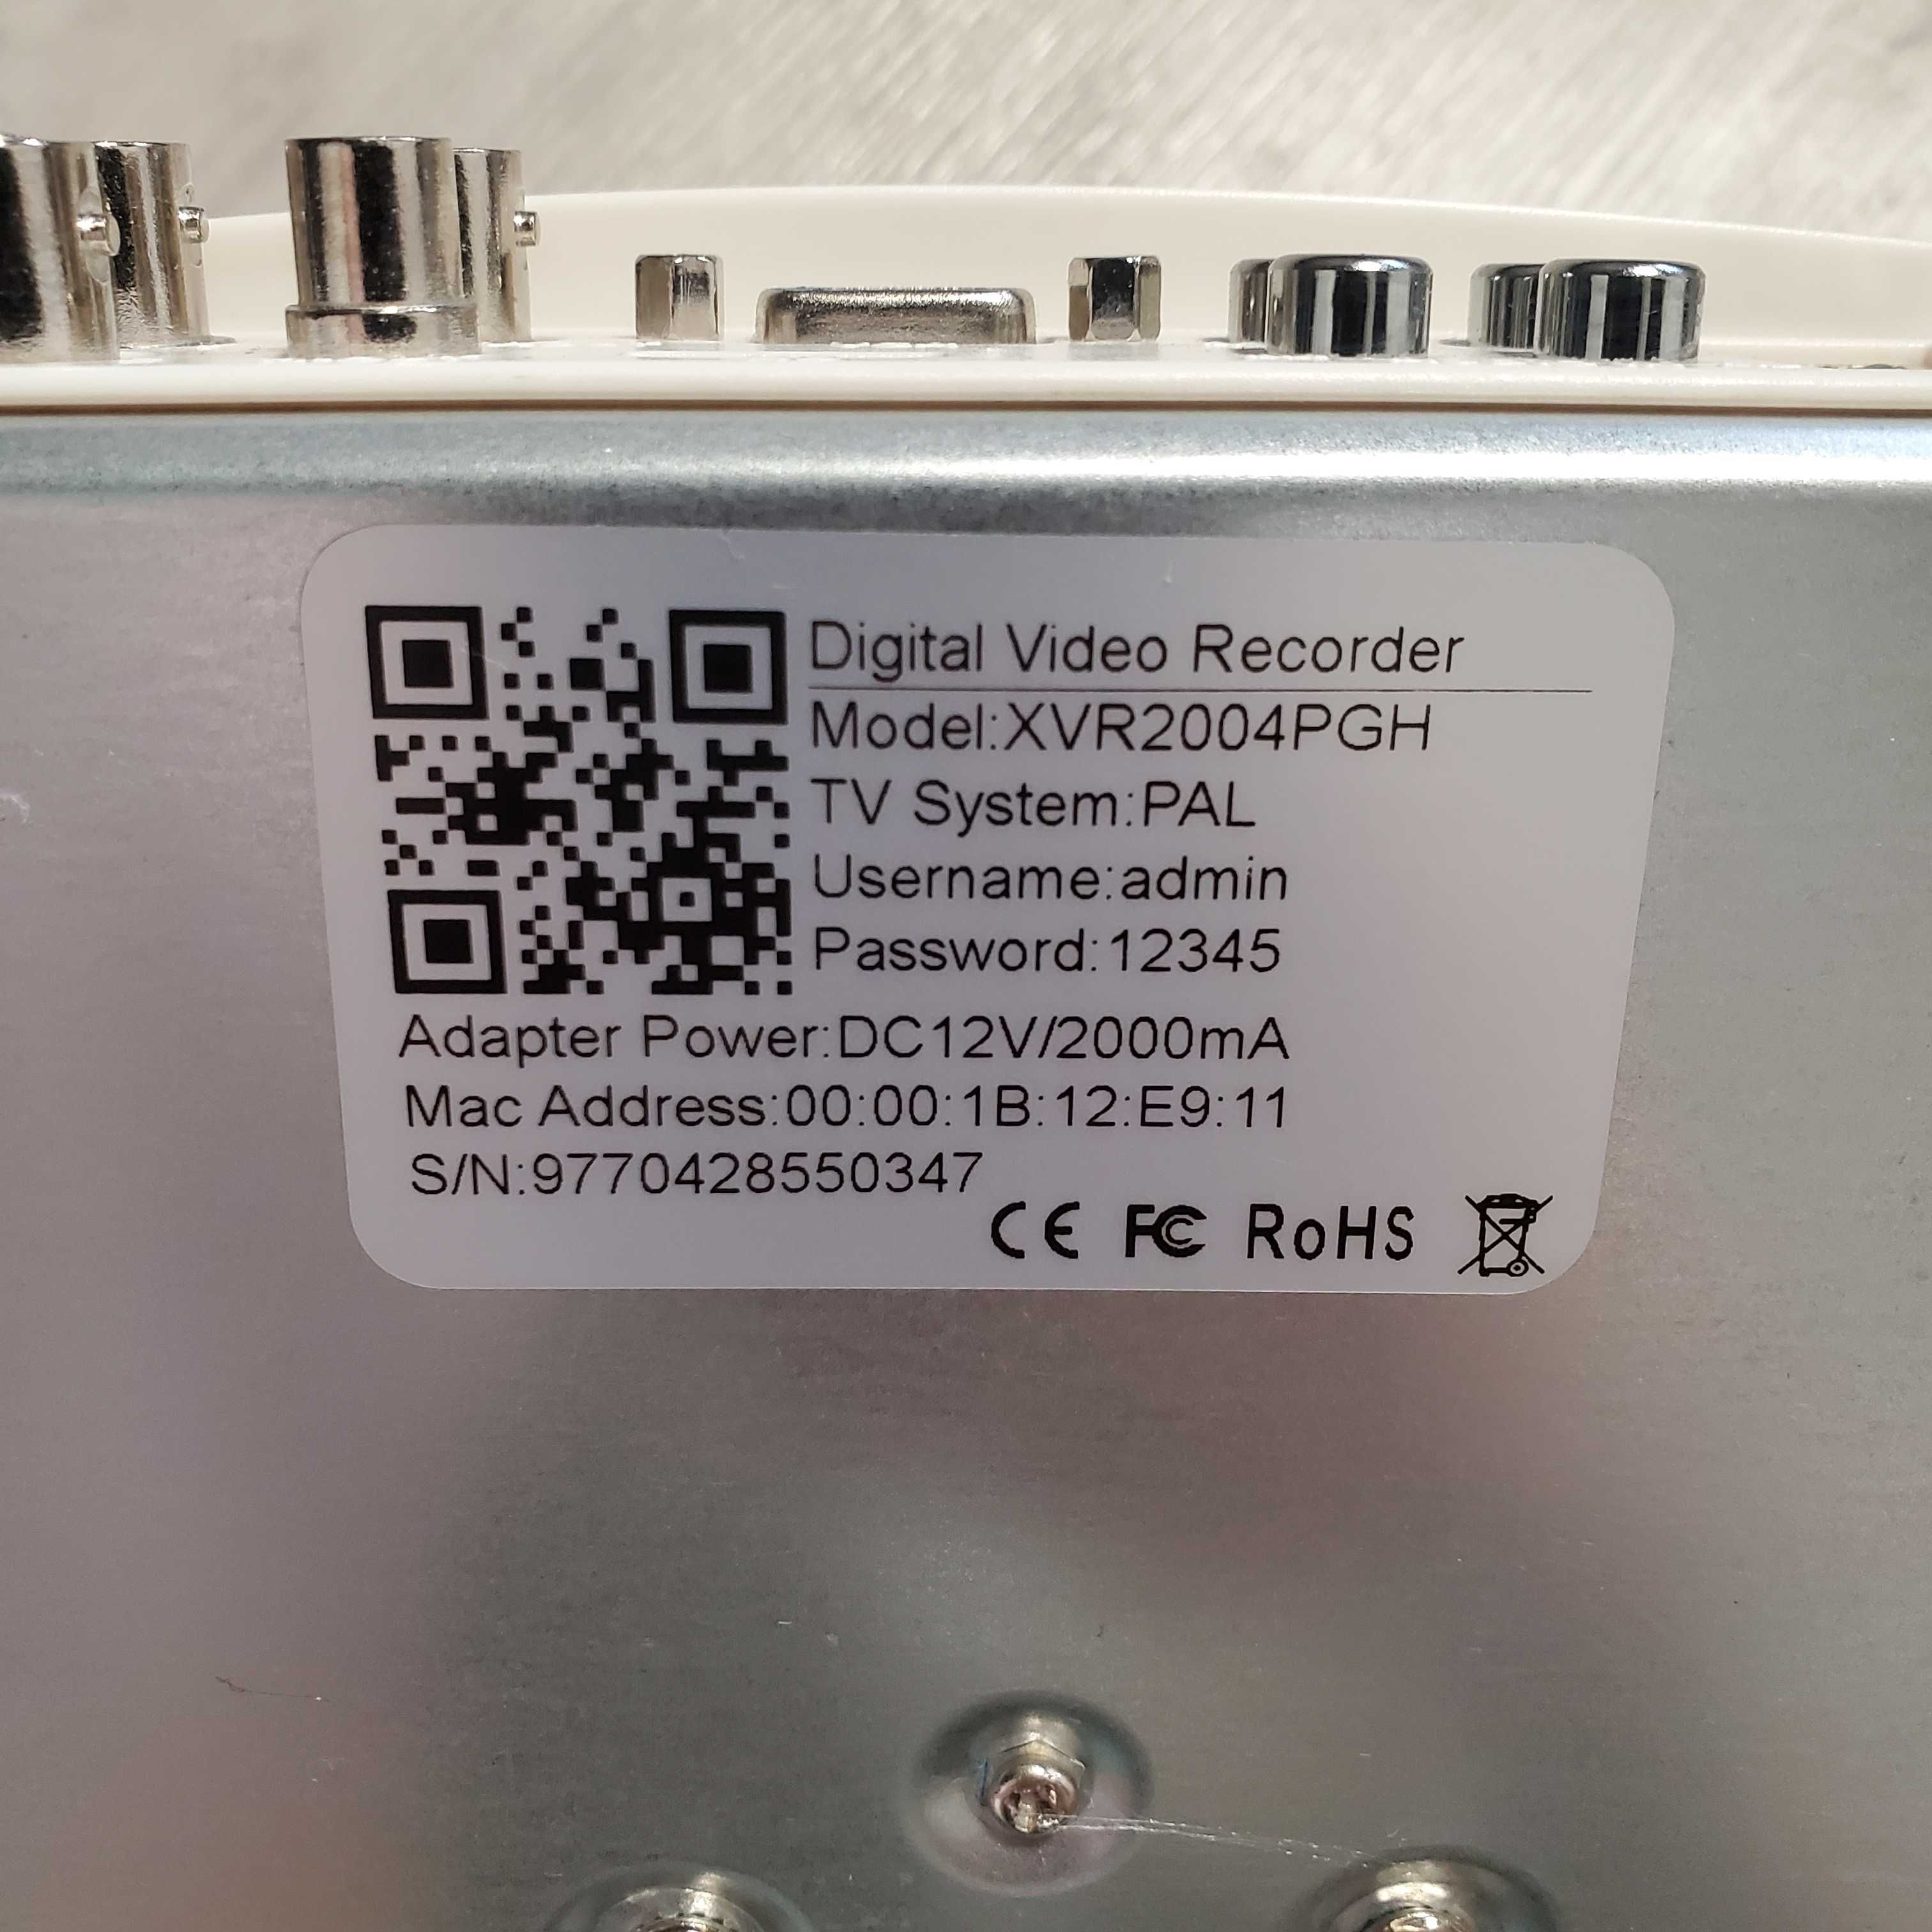 Digital Video Recorder
Model:XVR2004PGH
TV System:PAL
Username:admin
Password:12345
Adapter Power:DC12V/2000mA
Mac Address:00:00:1B:12:E9:11
S/N:9770428550347
CE FC RoHS